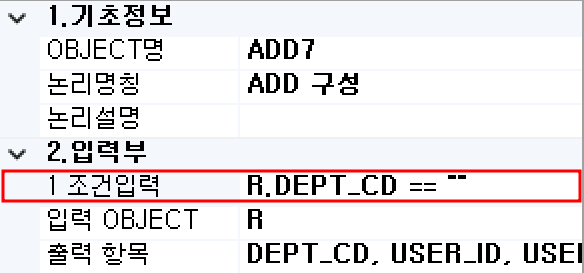 1.기초정보
OBJECT명 ADD7
논리명칭 ADD 구성
논리설명
2.입력부
1 조건입력 R.DEPT_CD == ""
입력 OBJECT R
출력 항목 DEPT_CD, USER_ID, USE